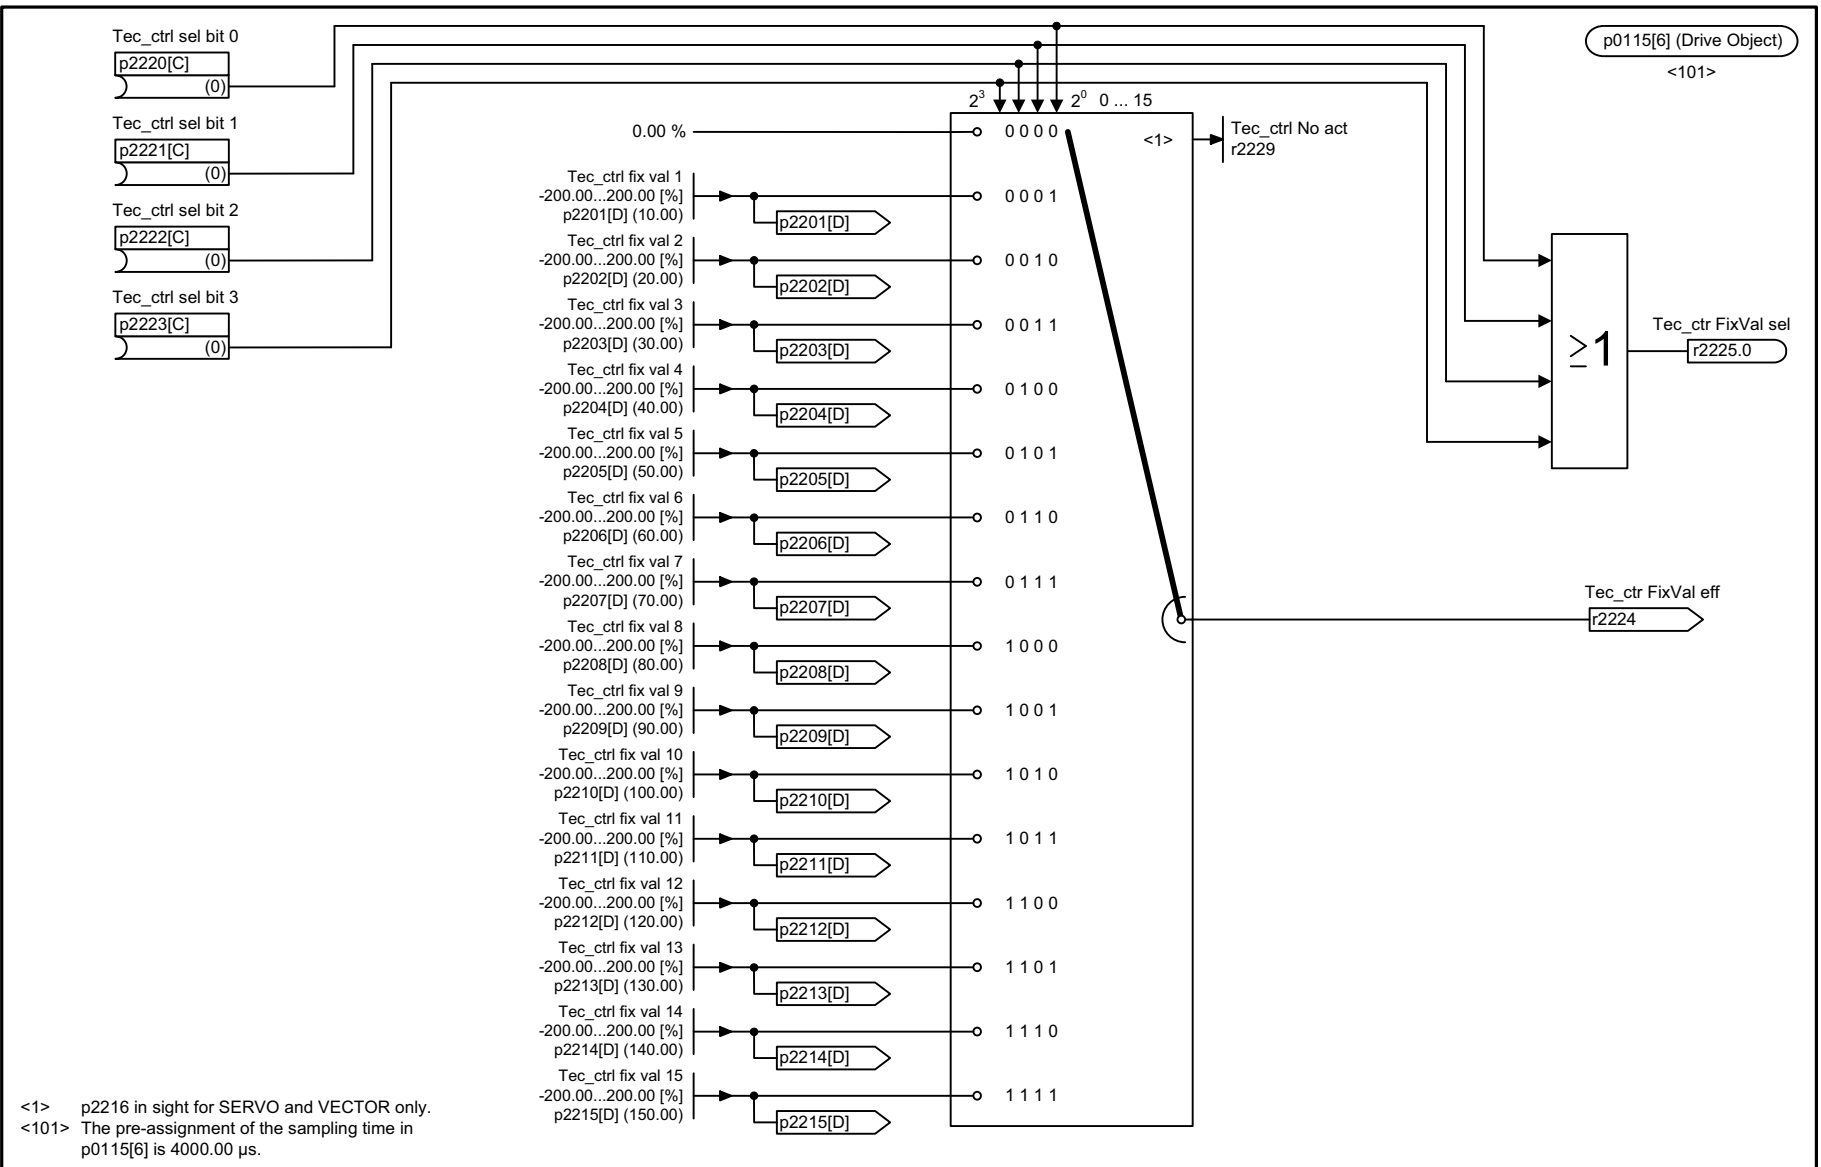 Tec_ctrl sel bit 0
p2220[C]
(0)
Tec_ctrl sel bit 1
p2221[C]
(0)
Tec_ctrl sel bit 2
p2222[C]
(0)
Tec_ctrl sel bit 3
p2223[C]
(0)
p0115[6] (Drive Object)
<101>
2³ 2⁰ 0 ... 15
0.00 % 0 0 0 0
<1>
Tec_ctrl No act
r2229
Tec_ctrl fix val 1
-200.00...200.00 [%] 0 0 0 1
p2201[D] (10.00) p2201[D]
Tec_ctrl fix val 2
-200.00...200.00 [%] 0 0 1 0
p2202[D] (20.00) p2202[D]
Tec_ctrl fix val 3
-200.00...200.00 [%] 0 0 1 1
p2203[D] (30.00) p2203[D]
Tec_ctrl fix val 4
-200.00...200.00 [%] 0 1 0 0
p2204[D] (40.00) p2204[D]
Tec_ctrl fix val 5
-200.00...200.00 [%] 0 1 0 1
p2205[D] (50.00) p2205[D]
Tec_ctrl fix val 6
-200.00...200.00 [%] 0 1 1 0
p2206[D] (60.00) p2206[D]
Tec_ctrl fix val 7
-200.00...200.00 [%] 0 1 1 1
p2207[D] (70.00) p2207[D]
Tec_ctrl fix val 8
-200.00...200.00 [%] 1 0 0 0
p2208[D] (80.00) p2208[D]
Tec_ctrl fix val 9
-200.00...200.00 [%] 1 0 0 1
p2209[D] (90.00) p2209[D]
Tec_ctrl fix val 10
-200.00...200.00 [%] 1 0 1 0
p2210[D] (100.00) p2210[D]
Tec_ctrl fix val 11
-200.00...200.00 [%] 1 0 1 1
p2211[D] (110.00) p2211[D]
Tec_ctrl fix val 12
-200.00...200.00 [%] 1 1 0 0
p2212[D] (120.00) p2212[D]
Tec_ctrl fix val 13
-200.00...200.00 [%] 1 1 0 1
p2213[D] (130.00) p2213[D]
Tec_ctrl fix val 14
-200.00...200.00 [%] 1 1 1 0
p2214[D] (140.00) p2214[D]
Tec_ctrl fix val 15
-200.00...200.00 [%] 1 1 1 1
p2215[D] (150.00) p2215[D]
≥1
Tec_ctr FixVal sel
r2225.0
Tec_ctr FixVal eff
r2224
<1> p2216 in sight for SERVO and VECTOR only.
<101> The pre-assignment of the sampling time in
p0115[6] is 4000.00 µs.